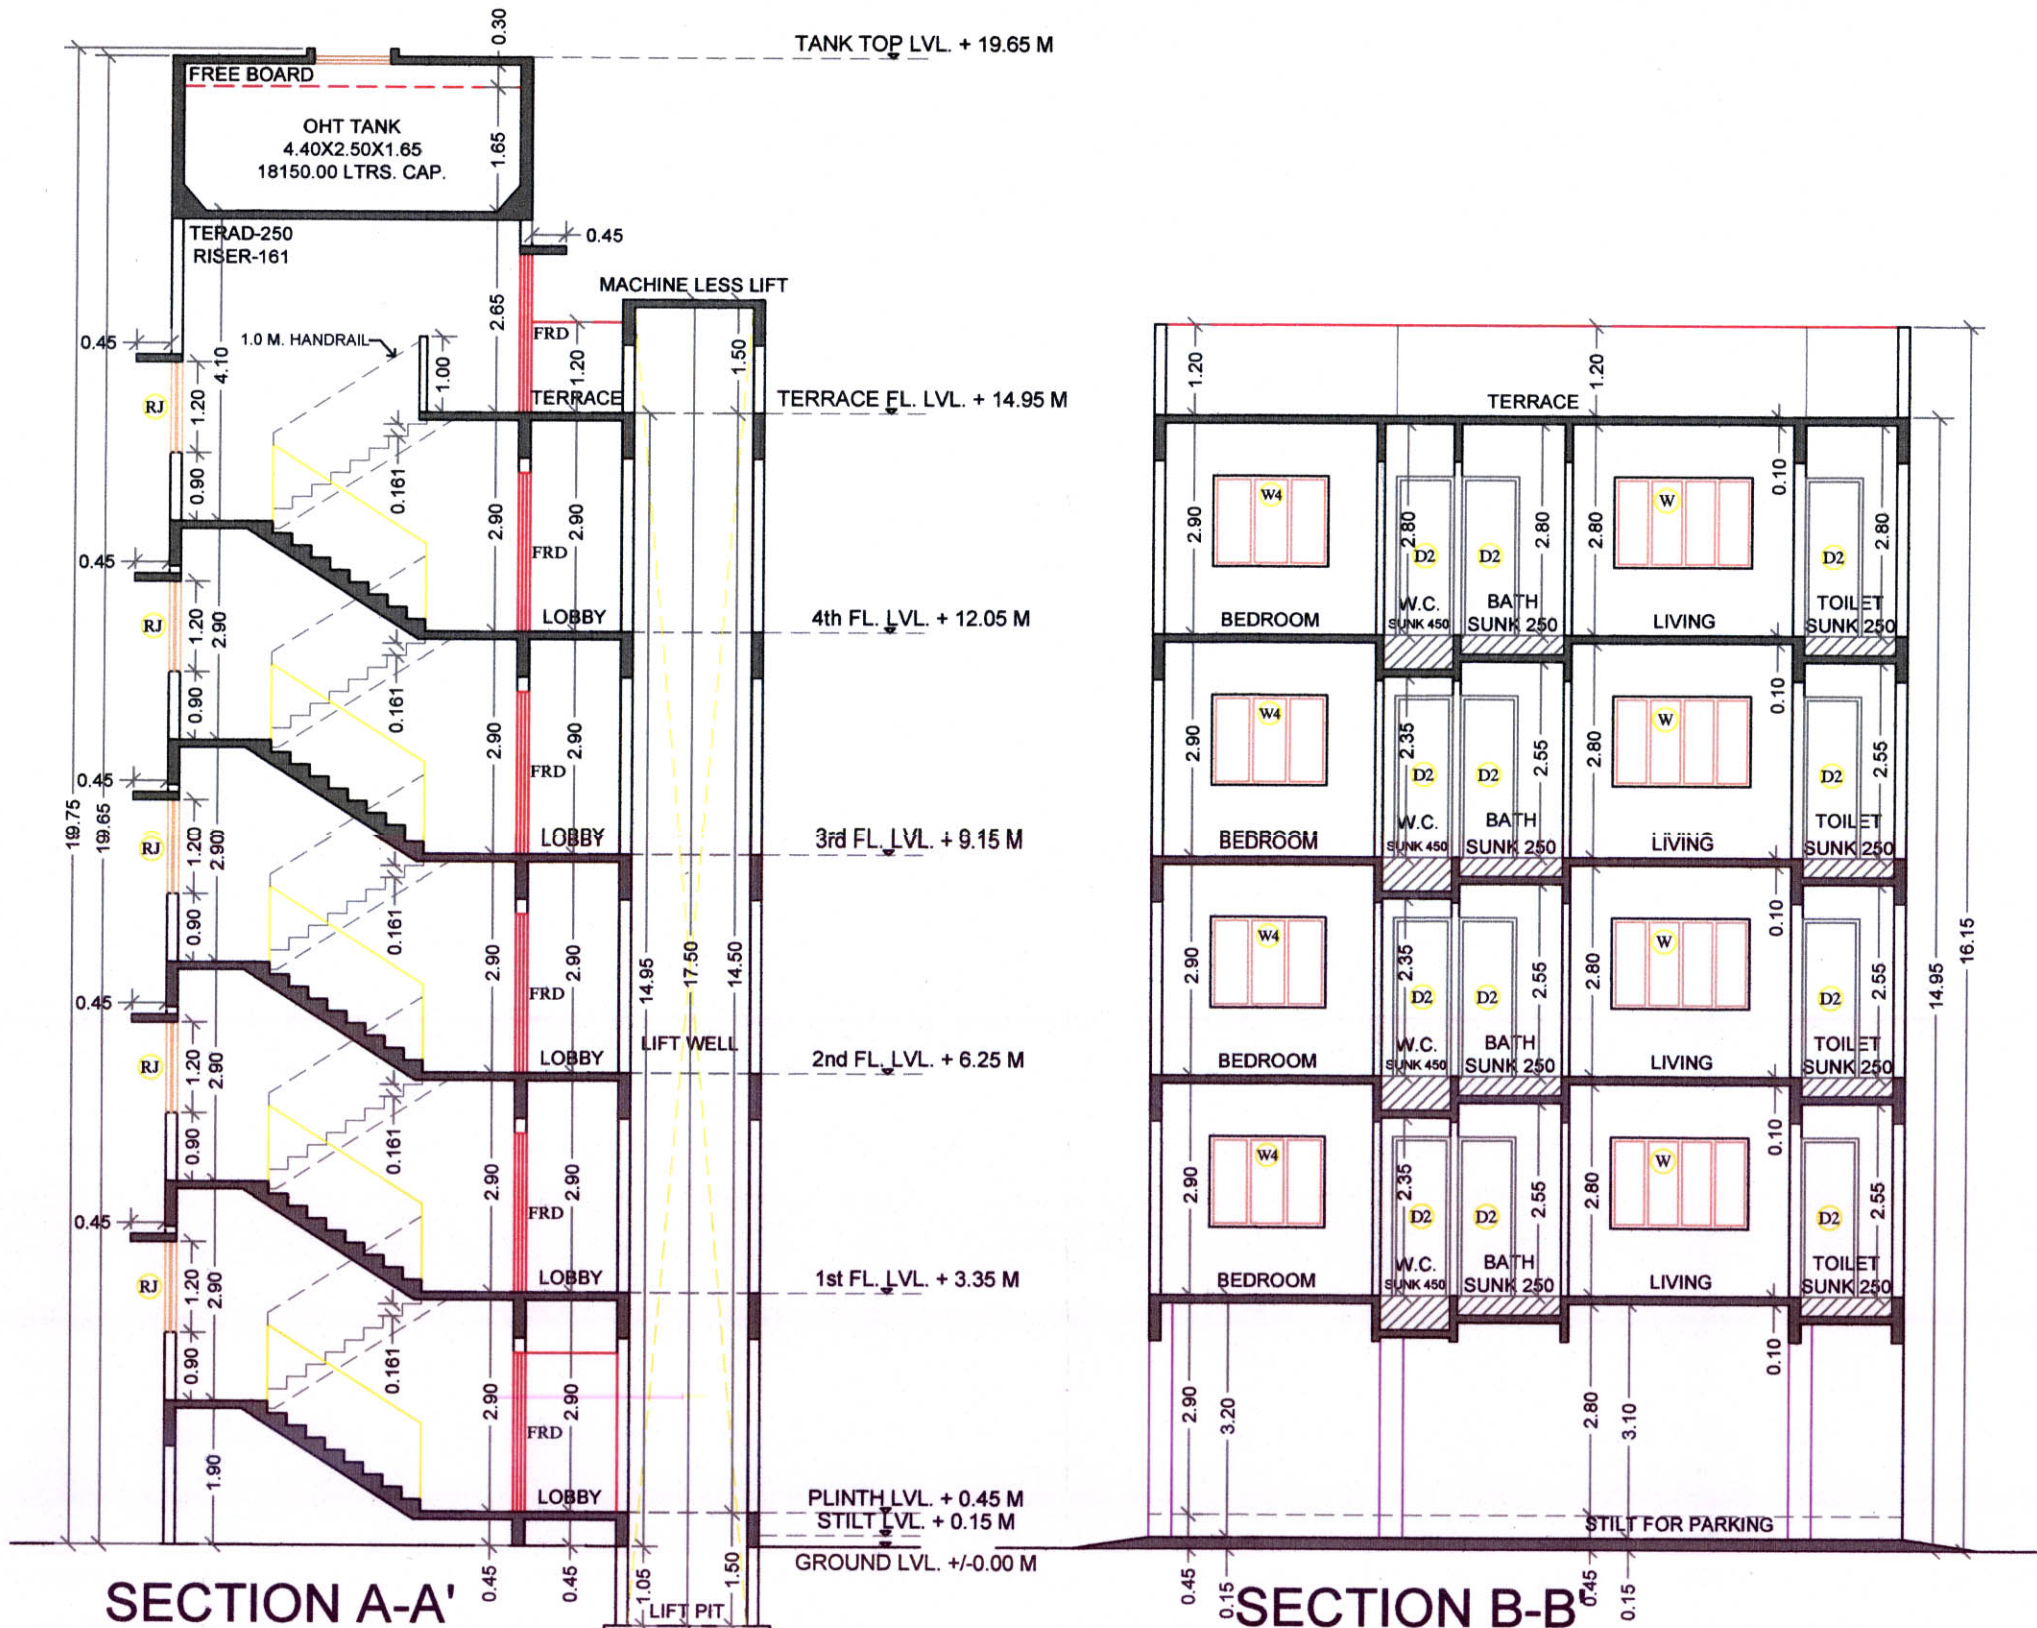 0.30
TANK TOP LVL. + 19.65 M
FREE BOARD
OHT TANK
4.40X2.50X1.65
18150.00 LTRS. CAP.
1.65
TERAD-250
RISER-161
0.45
MACHINE LESS LIFT
2.65
FRD
1.0 M. HANDRAIL
0.45
4.10
1.00
1.20
1.50
RJ
1.20
TERRACE
TERRACE FL. LVL. + 14.95 M
0.90
0.161
2.90
2.90
FRD
0.45
LOBBY
4th FL. LVL. + 12.05 M
RJ
1.20
2.90
0.90
0.161
2.90
2.90
FRD
0.45
19.75
19.65
LOBBY
3rd FL. LVL. + 9.15 M
RJ
1.20
2.90
0.90
0.161
2.90
2.90
FRD
14.95
17.50
14.50
0.45
LIFT WELL
LOBBY
2nd FL. LVL. + 6.25 M
RJ
1.20
2.90
0.90
0.161
2.90
2.90
FRD
0.45
LOBBY
1st FL. LVL. + 3.35 M
RJ
1.20
2.90
0.90
0.161
2.90
2.90
FRD
1.90
LOBBY
PLINTH LVL. + 0.45 M
STILT LVL. + 0.15 M
GROUND LVL. +/-0.00 M
0.45
0.45
1.05
1.50
LIFT PIT
SECTION A-A'
1.20
1.20
TERRACE
2.90
W4
2.80
D2
D2
2.80
2.80
W
0.10
D2
2.80
BEDROOM
W.C.
SUNK 450
BATH
SUNK 250
LIVING
TOILET
SUNK 250
2.90
W4
2.35
D2
D2
2.55
2.80
W
0.10
D2
2.55
BEDROOM
W.C.
SUNK 450
BATH
SUNK 250
LIVING
TOILET
SUNK 250
2.90
W4
2.35
D2
D2
2.55
2.80
W
0.10
D2
2.55
14.95
16.15
BEDROOM
W.C.
SUNK 450
BATH
SUNK 250
LIVING
TOILET
SUNK 250
2.90
W4
2.35
D2
D2
2.55
2.80
W
0.10
D2
2.55
BEDROOM
W.C.
SUNK 450
BATH
SUNK 250
LIVING
TOILET
SUNK 250
0.10
2.90
3.20
2.80
3.10
STILT FOR PARKING
0.45
0.15
0.45
0.15
SECTION B-B'